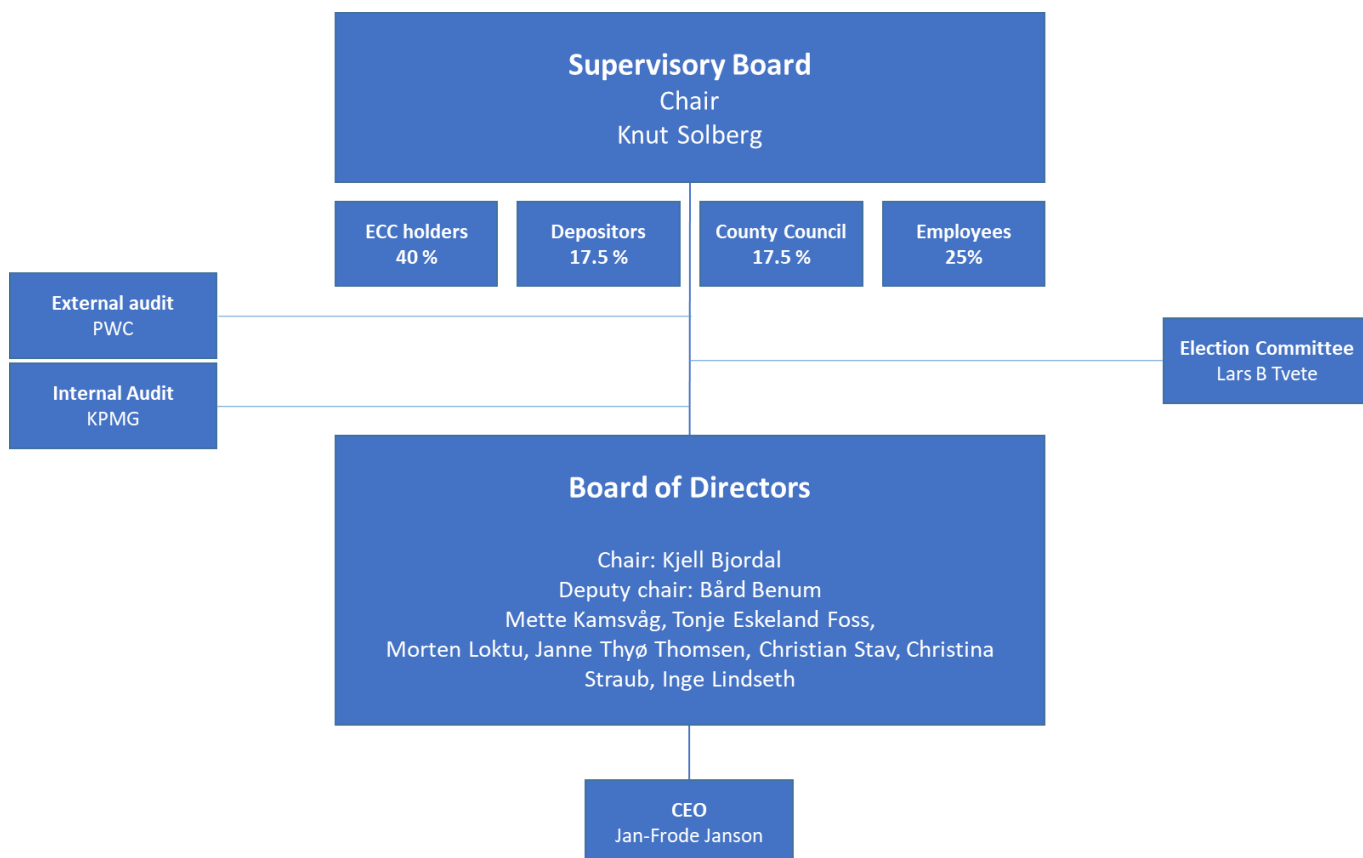 Supervisory Board
Chair
Knut Solberg
ECC holders
40 %
Depositors
17.5 %
County Council
17.5 %
Employees
25%
External audit
PWC
Internal Audit
KPMG
Election Committee
Lars B Tvete
Board of Directors
Chair: Kjell Bjordal
Deputy chair: Bård Benum
Mette Kamsvåg, Tonje Eskeland Foss,
Morten Loktu, Janne Thyø Thomsen, Christian Stav, Christina
Straub, Inge Lindseth
CEO
Jan-Frode Janson